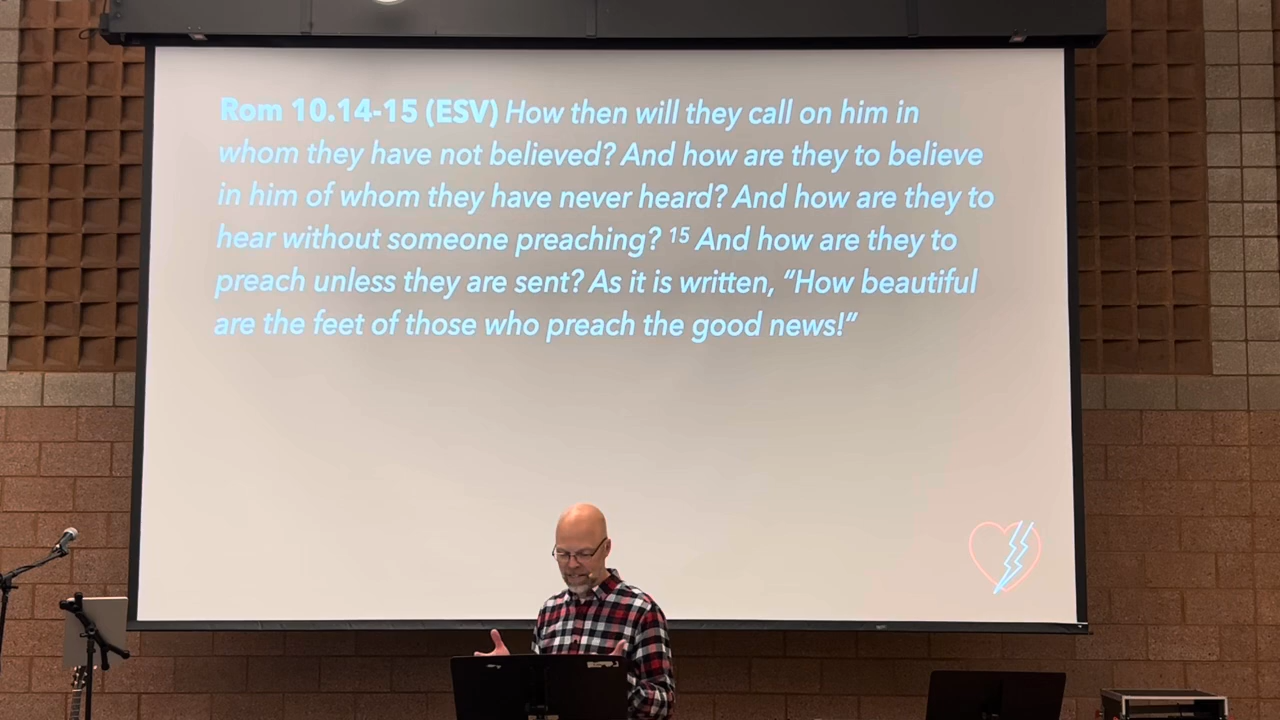 Rom 10.14-15 (ESV) How then will they call on him in
whom they have not believed? And how are they to believe
in him of whom they have never heard? And how are they to
hear without someone preaching? 15 And how are they to
preach unless they are sent? As it is written, “How beautiful
are the feet of those who preach the good news!“